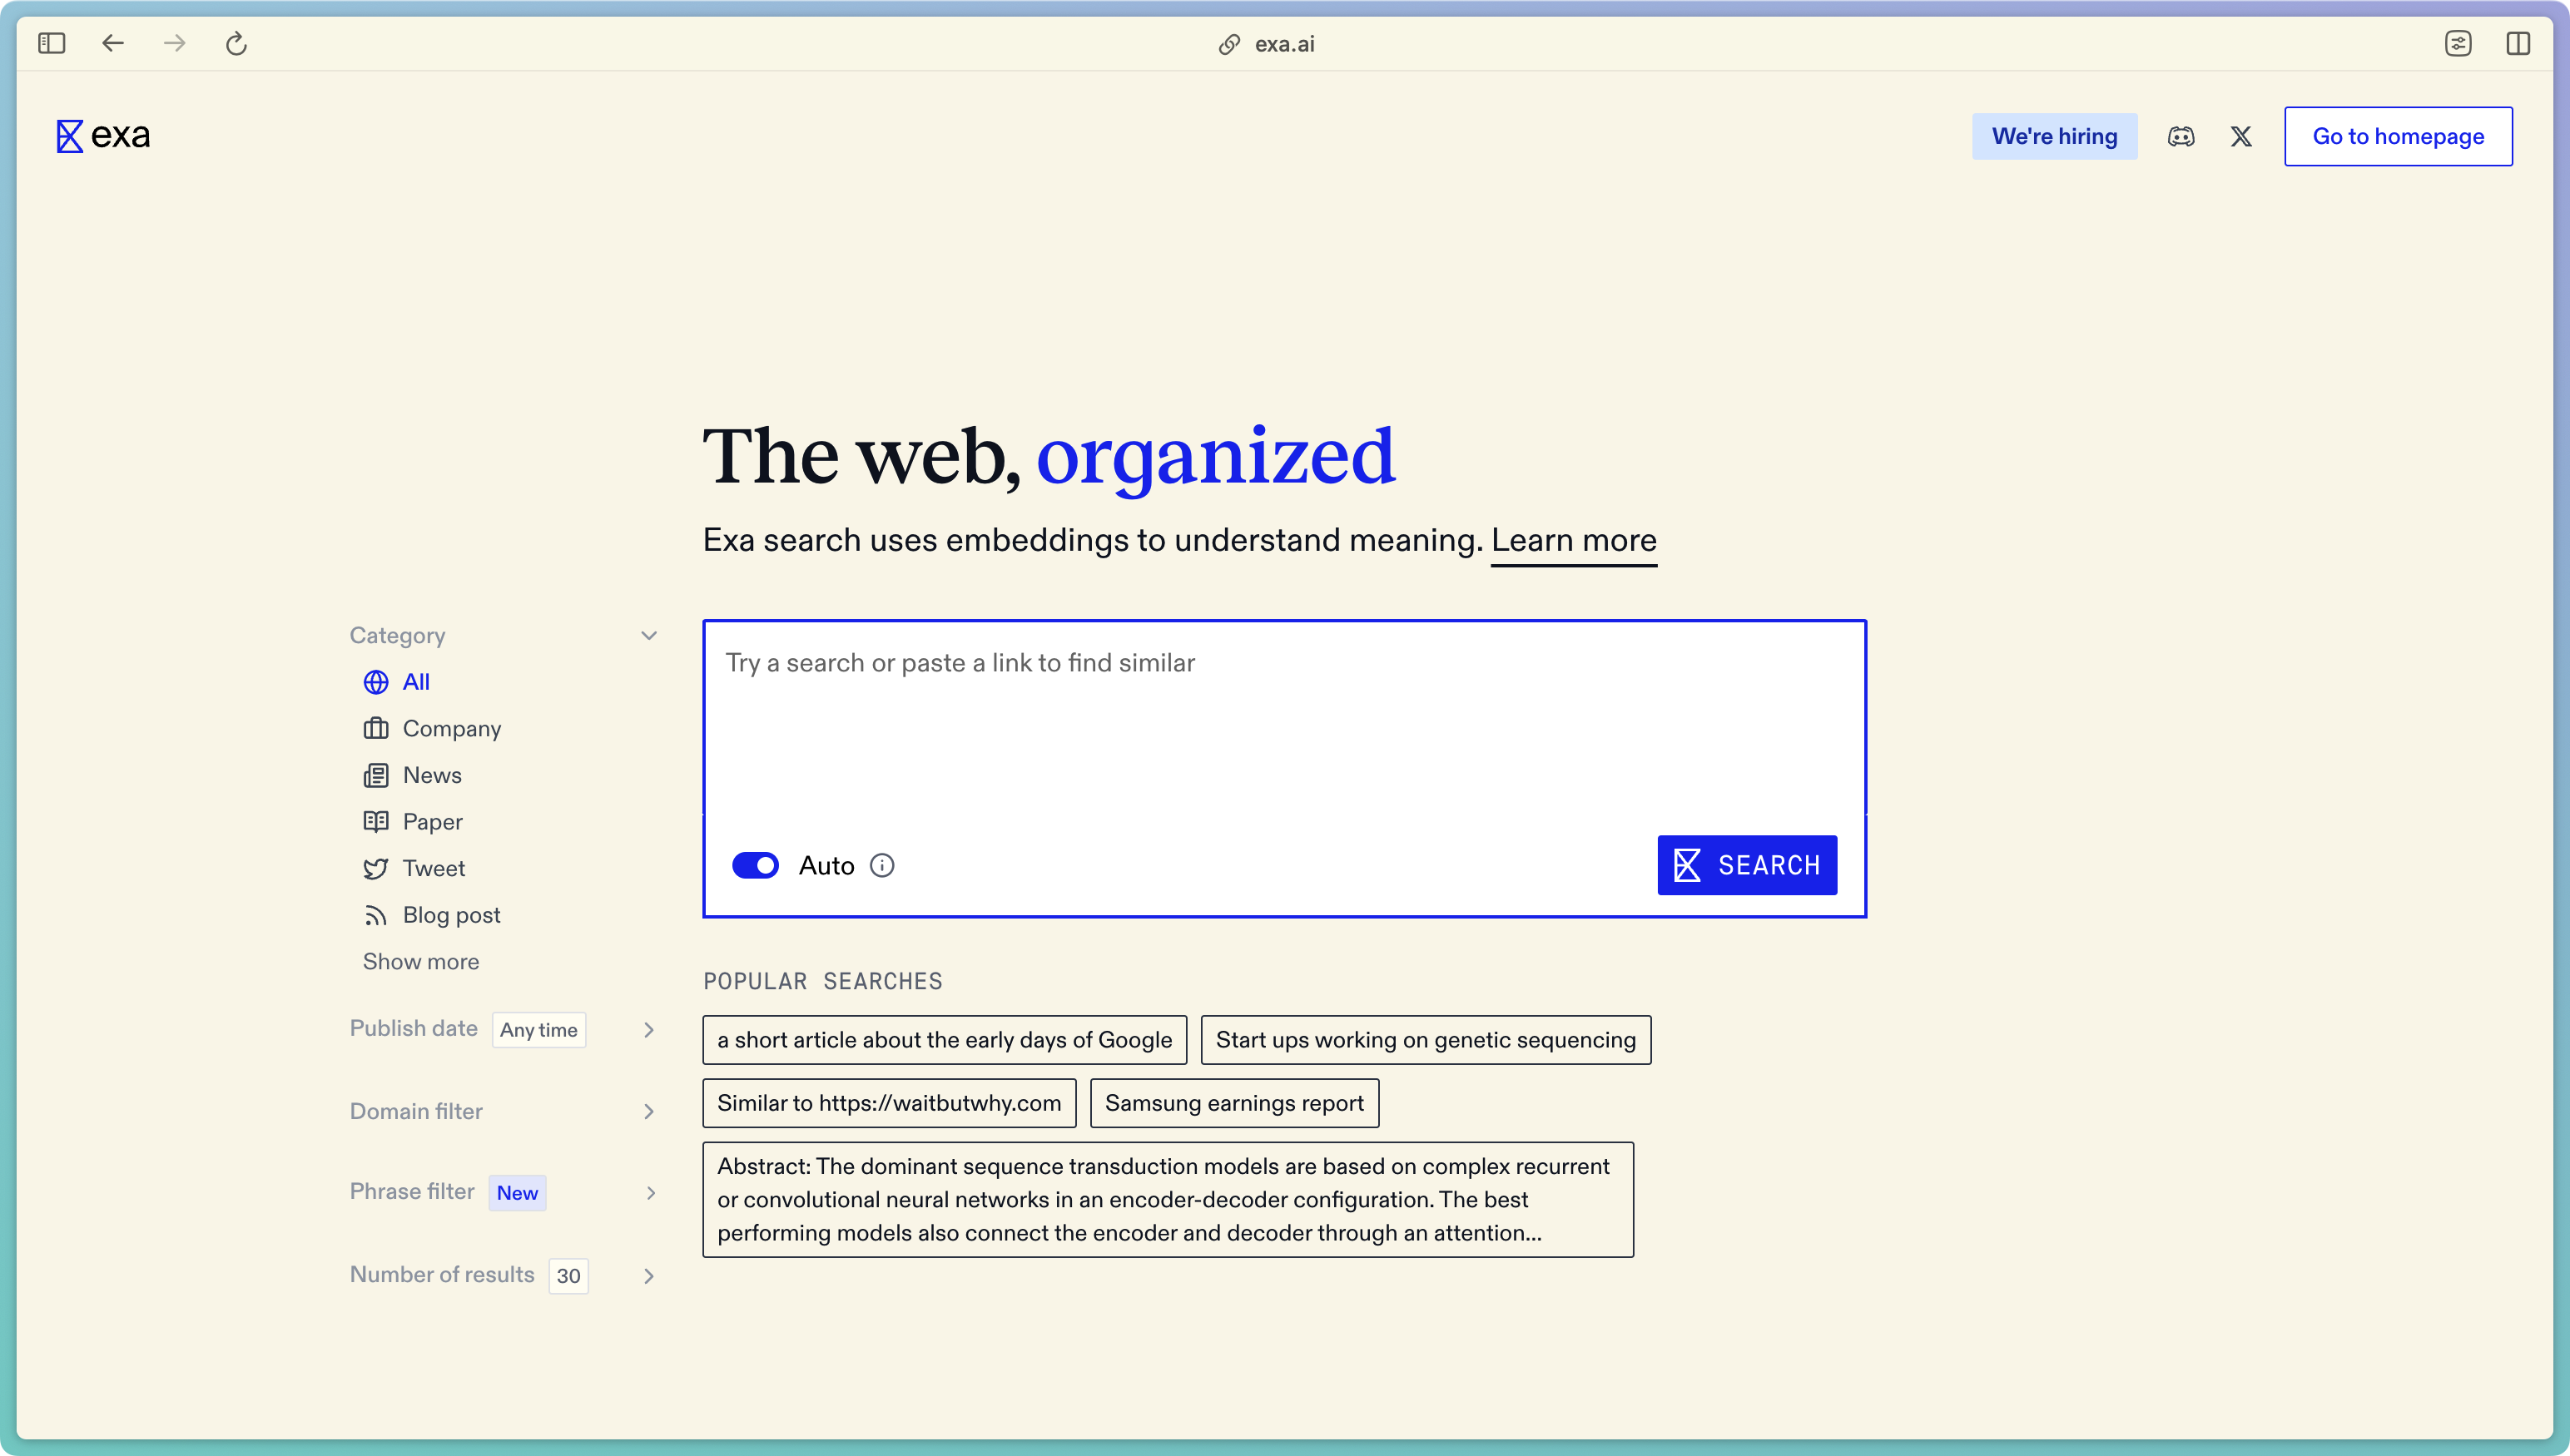 exa.ai
exa
We're hiring
Go to homepage
The web, organized
Exa search uses embeddings to understand meaning. Learn more
Category
All
Company
News
Paper
Tweet
Blog post
Show more
Publish date Any time
Domain filter
Phrase filter New
Number of results 30
Try a search or paste a link to find similar
Auto
SEARCH
POPULAR SEARCHES
a short article about the early days of Google
Start ups working on genetic sequencing
Similar to https://waitbutwhy.com
Samsung earnings report
Abstract: The dominant sequence transduction models are based on complex recurrent
or convolutional neural networks in an encoder-decoder configuration. The best
performing models also connect the encoder and decoder through an attention...